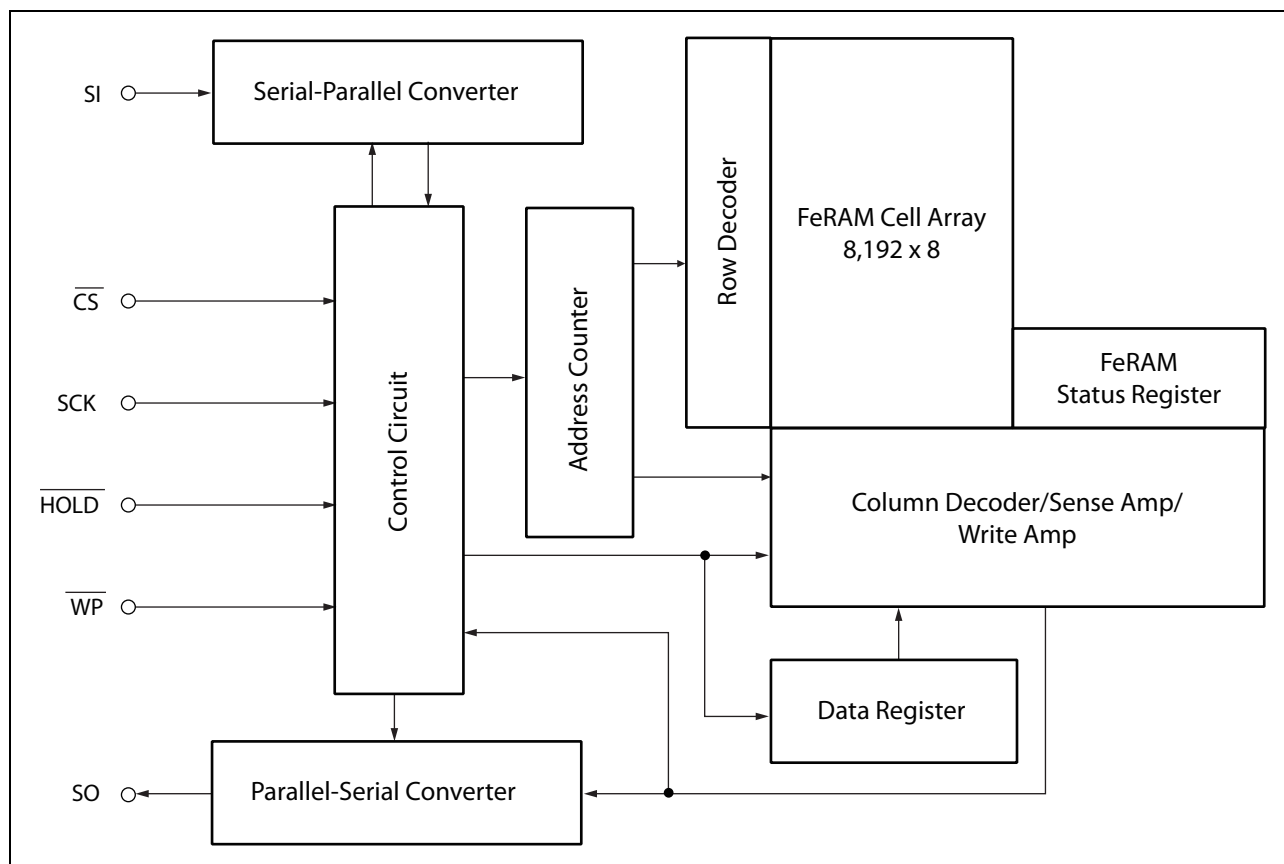 SI
Serial-Parallel Converter
CS
SCK
HOLD
WP
SO
Control Circuit
Address Counter
Row Decoder
FeRAM Cell Array
8,192 x 8
FeRAM
Status Register
Column Decoder/Sense Amp/
Write Amp
Data Register
Parallel-Serial Converter